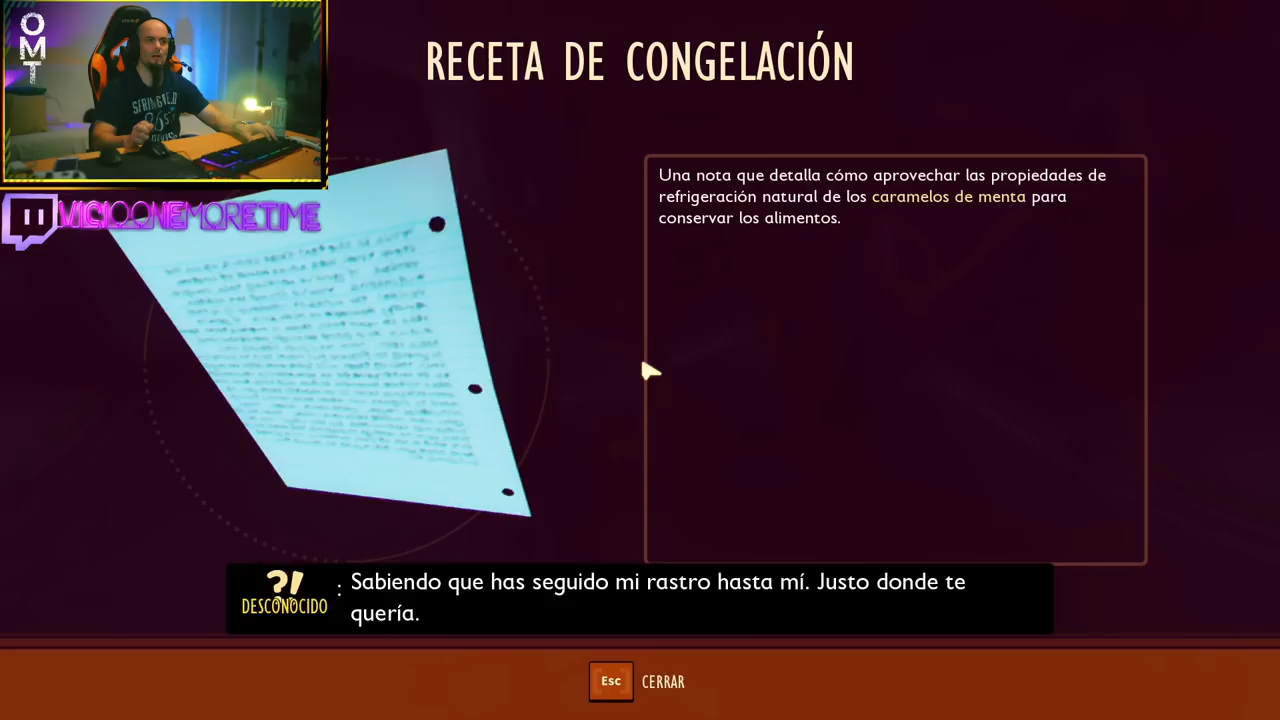 OMT
RECETA DE CONGELACIÓN
VICIOONEMORETIME
Una nota que detalla cómo aprovechar las propiedades de
refrigeración natural de los caramelos de menta para
conservar los alimentos.
?! : Sabiendo que has seguido mi rastro hasta mí. Justo donde te
DESCONOCIDO
quería.
Esc CERRAR